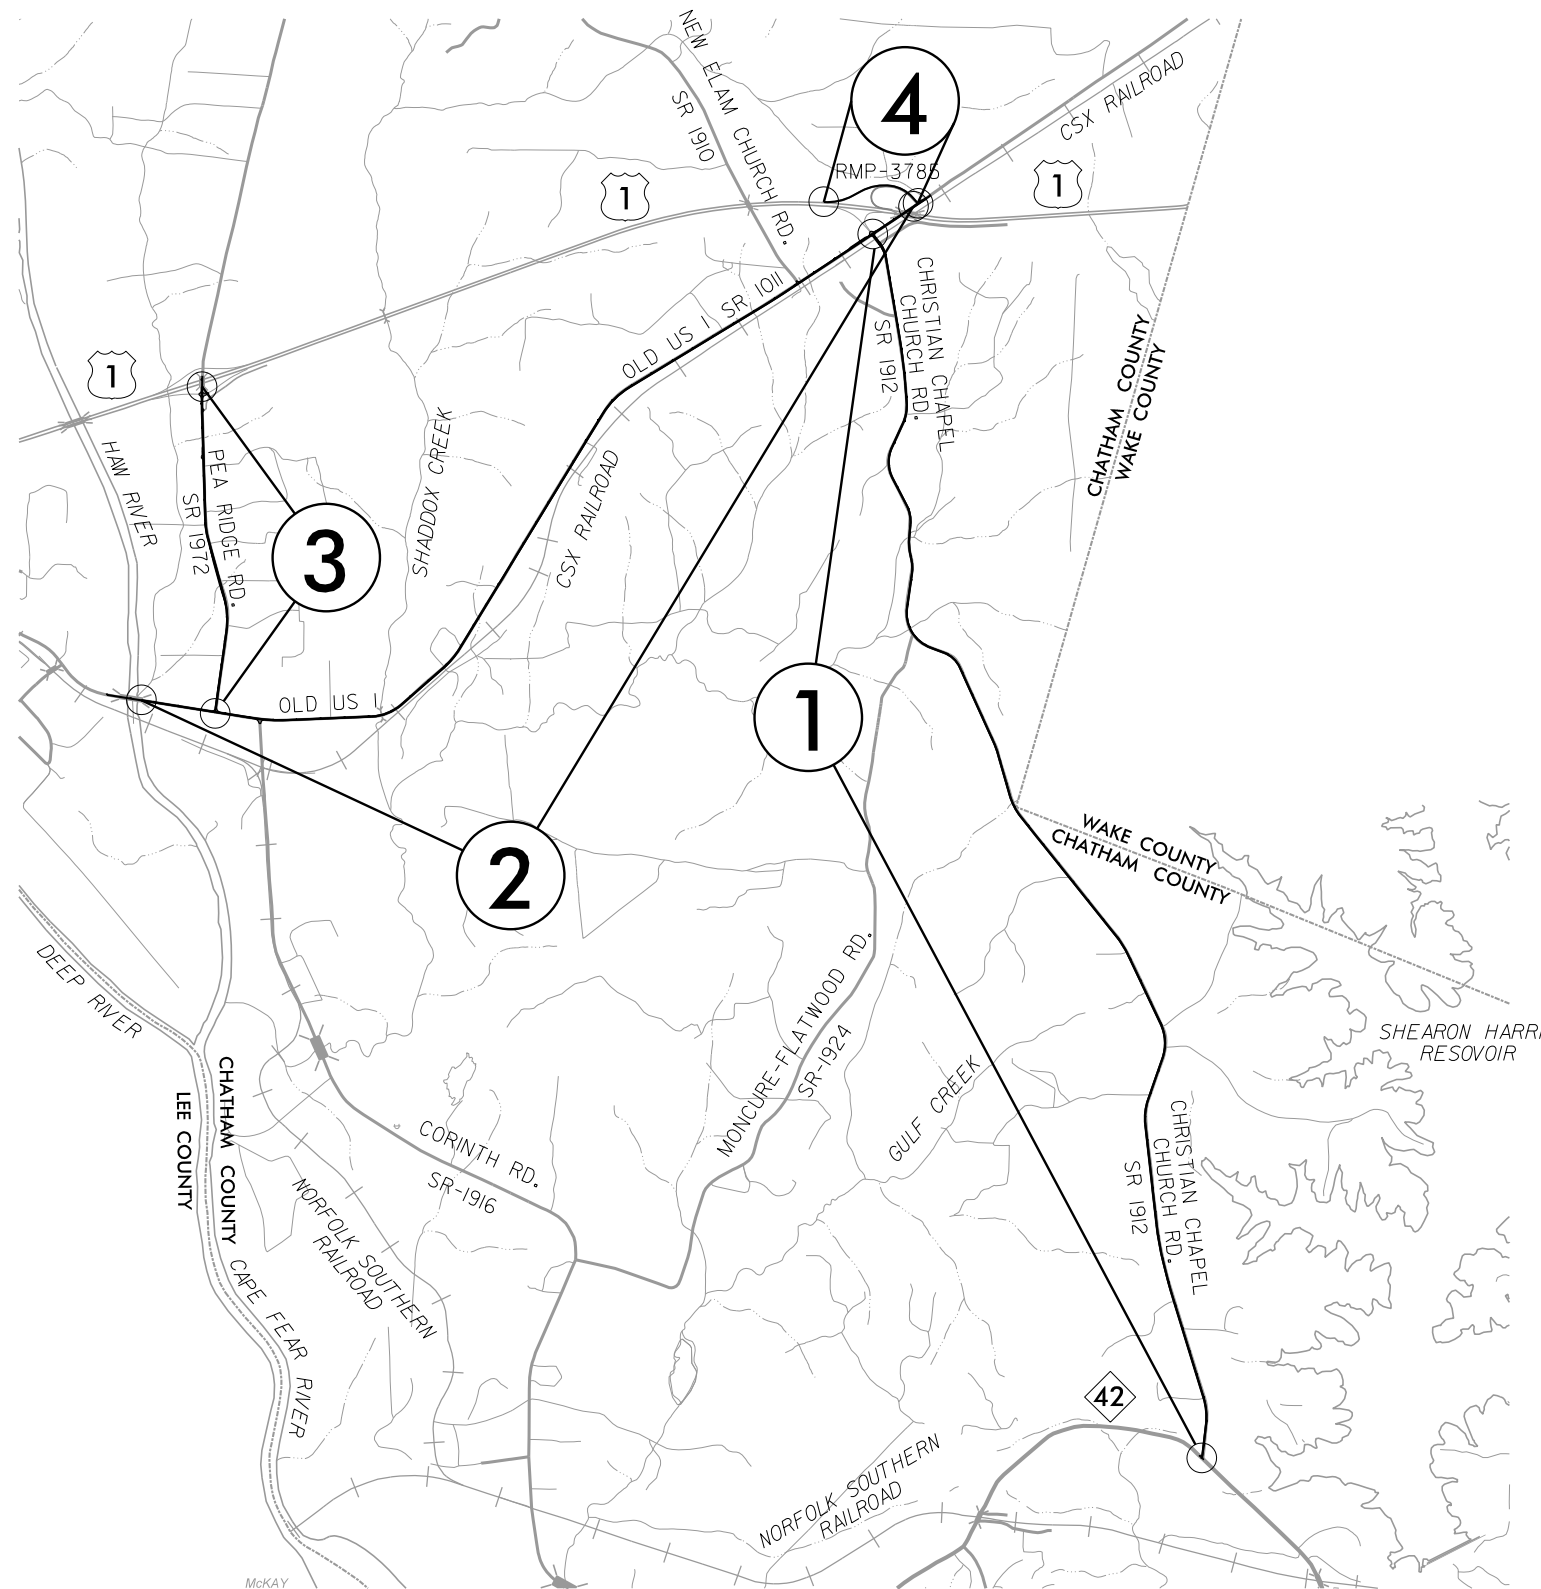 NEW ELAM CHURCH RD.
SR 1910
4
CSX RAILROAD
RMP-3785
1
1
CHRISTIAN CHAPEL
CHURCH RD.
SR 1912
OLD US 1 SR 1011
CHATHAM COUNTY
WAKE COUNTY
1
HAW RIVER
PEA RIDGE RD.
SR 1972
SHADDOX CREEK
CSX RAILROAD
3
OLD US 1
1
2
WAKE COUNTY
CHATHAM COUNTY
DEEP RIVER
MONCURE-FLATWOOD RD.
SR-1924
SHEARON HARRI
RESOVOIR
CHATHAM COUNTY
LEE COUNTY
GULF CREEK
CORINTH RD.
SR-1916
CHRISTIAN CHAPEL
CHURCH RD.
SR 1912
NORFOLK SOUTHERN
RAILROAD
CAPE FEAR RIVER
42
NORFOLK SOUTHERN
RAILROAD
McKAY